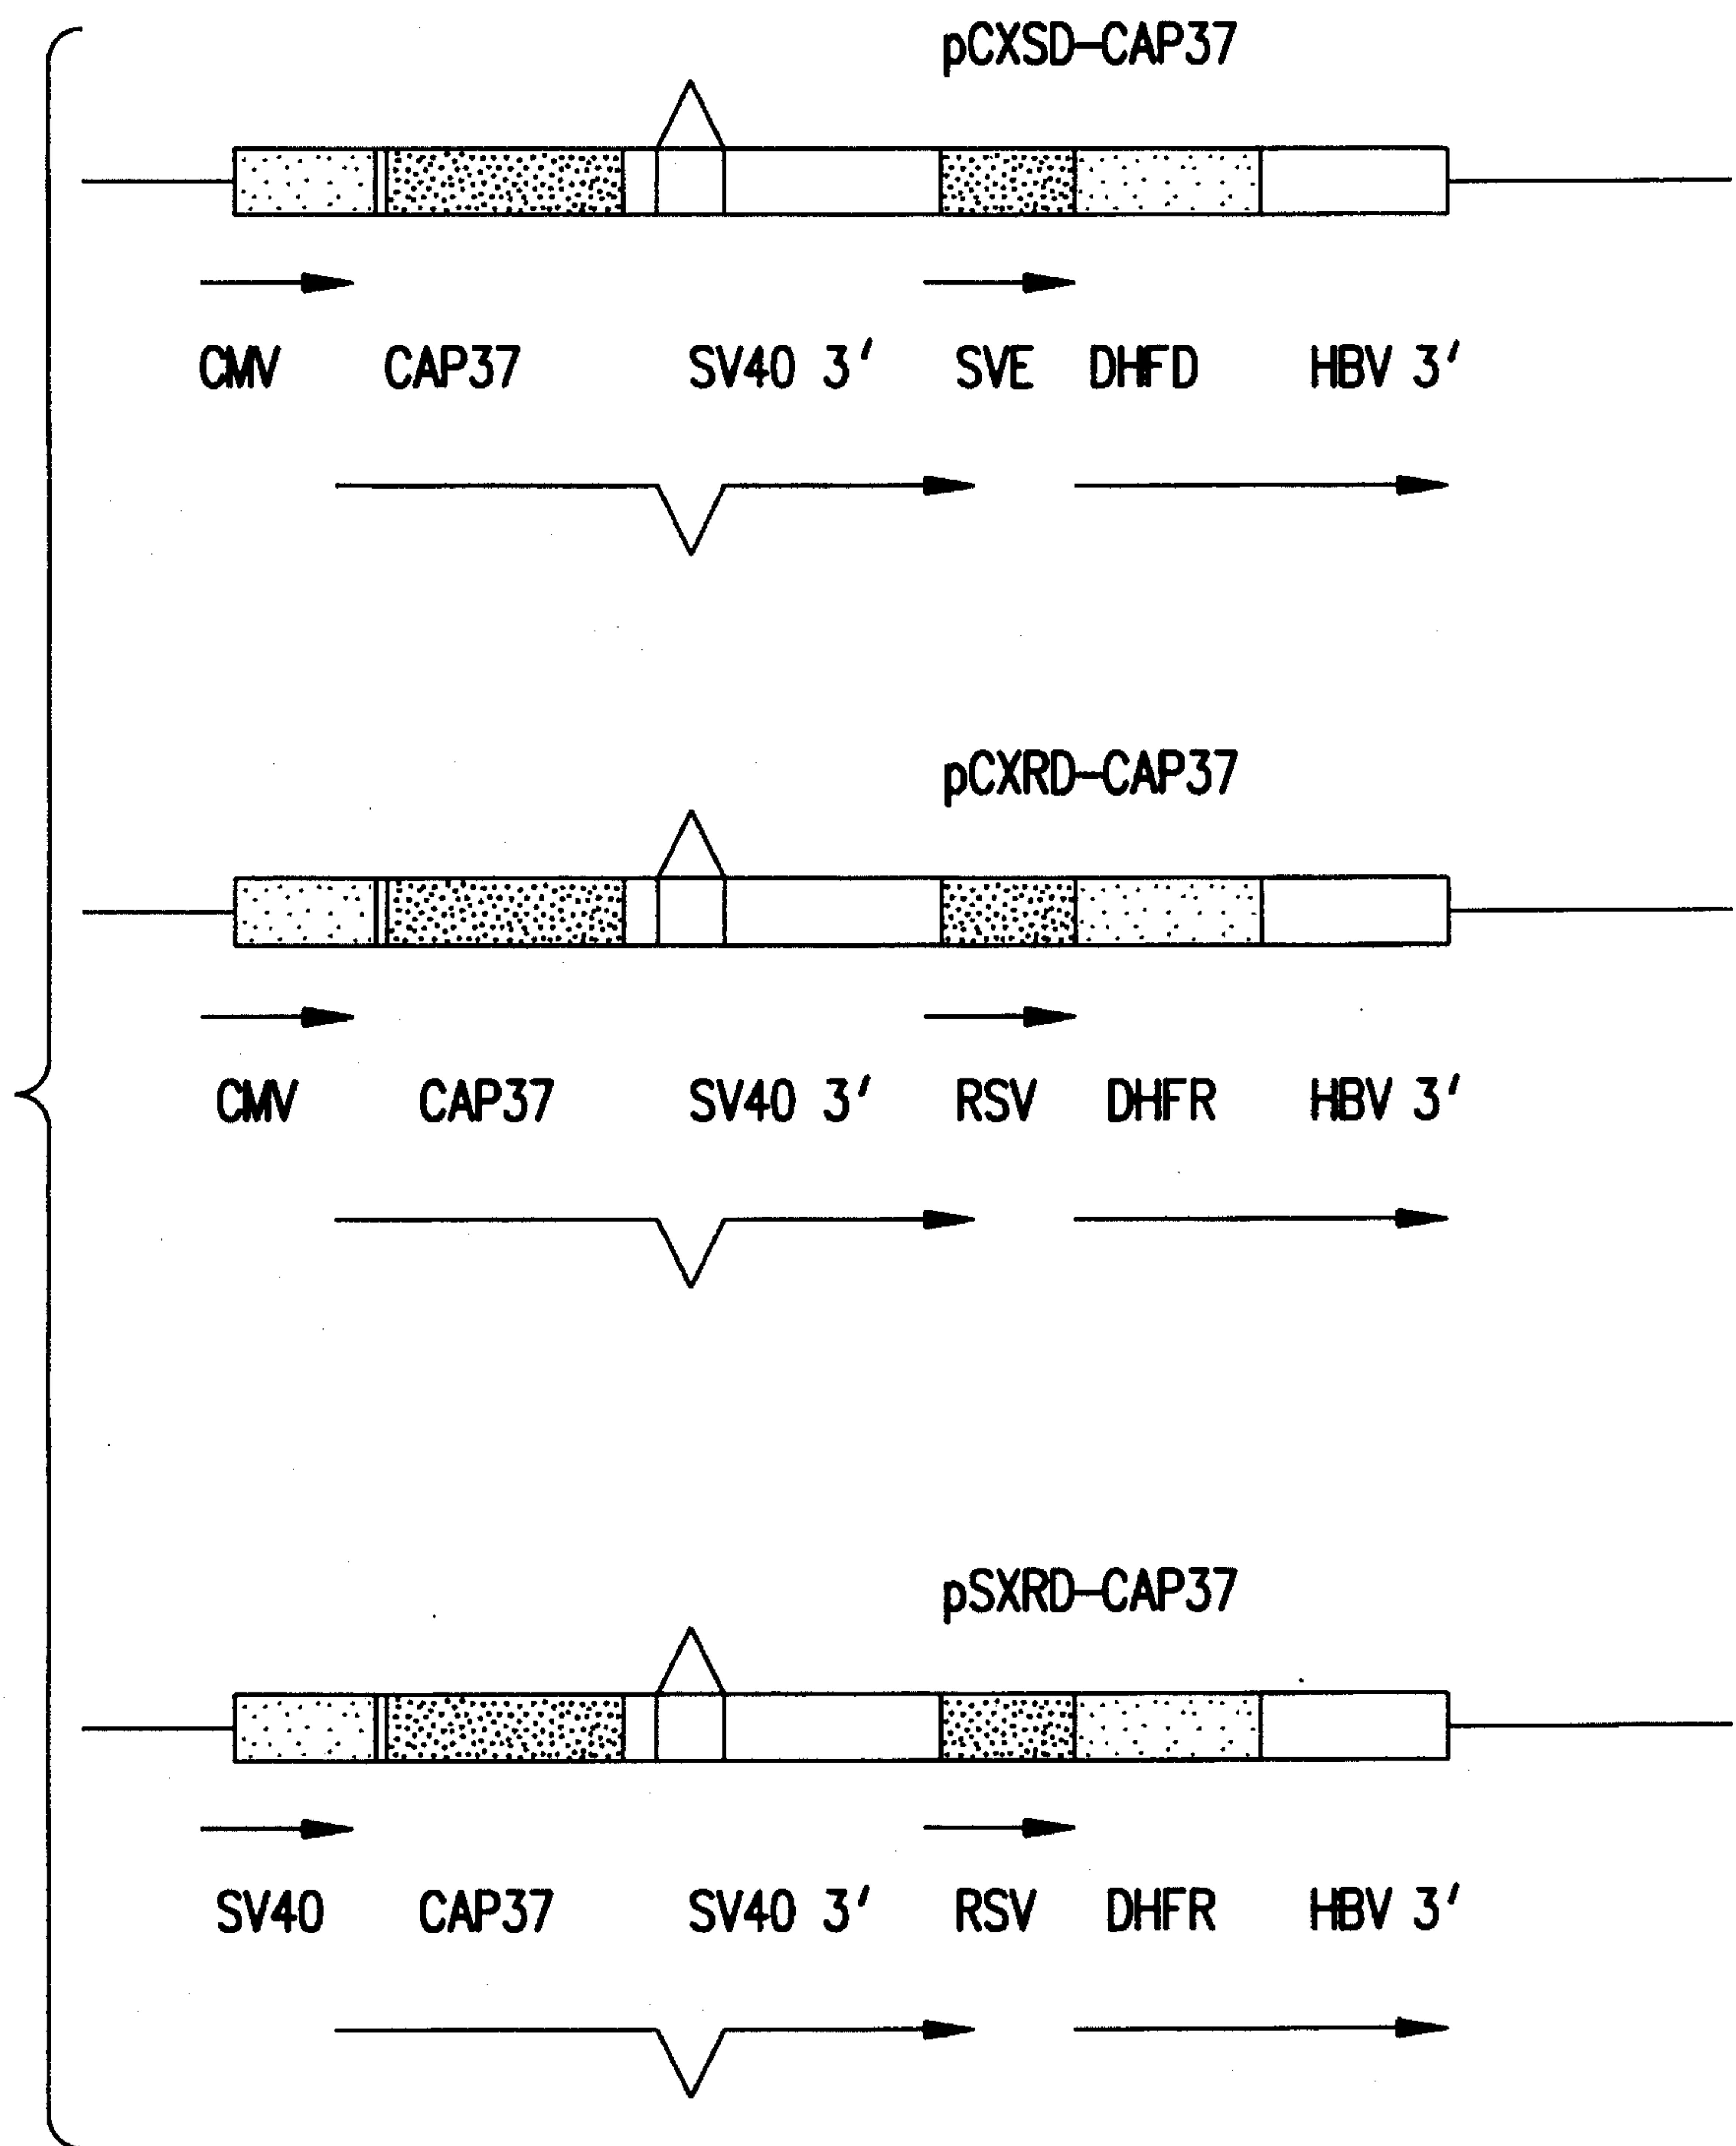 pCXSD-CAP37
CMV CAP37 SV40 3′ SVE DHFD HBV 3′
pCXRD-CAP37
CMV CAP37 SV40 3′ RSV DHFR HBV 3′
pSXRD-CAP37
SV40 CAP37 SV40 3′ RSV DHFR HBV 3′